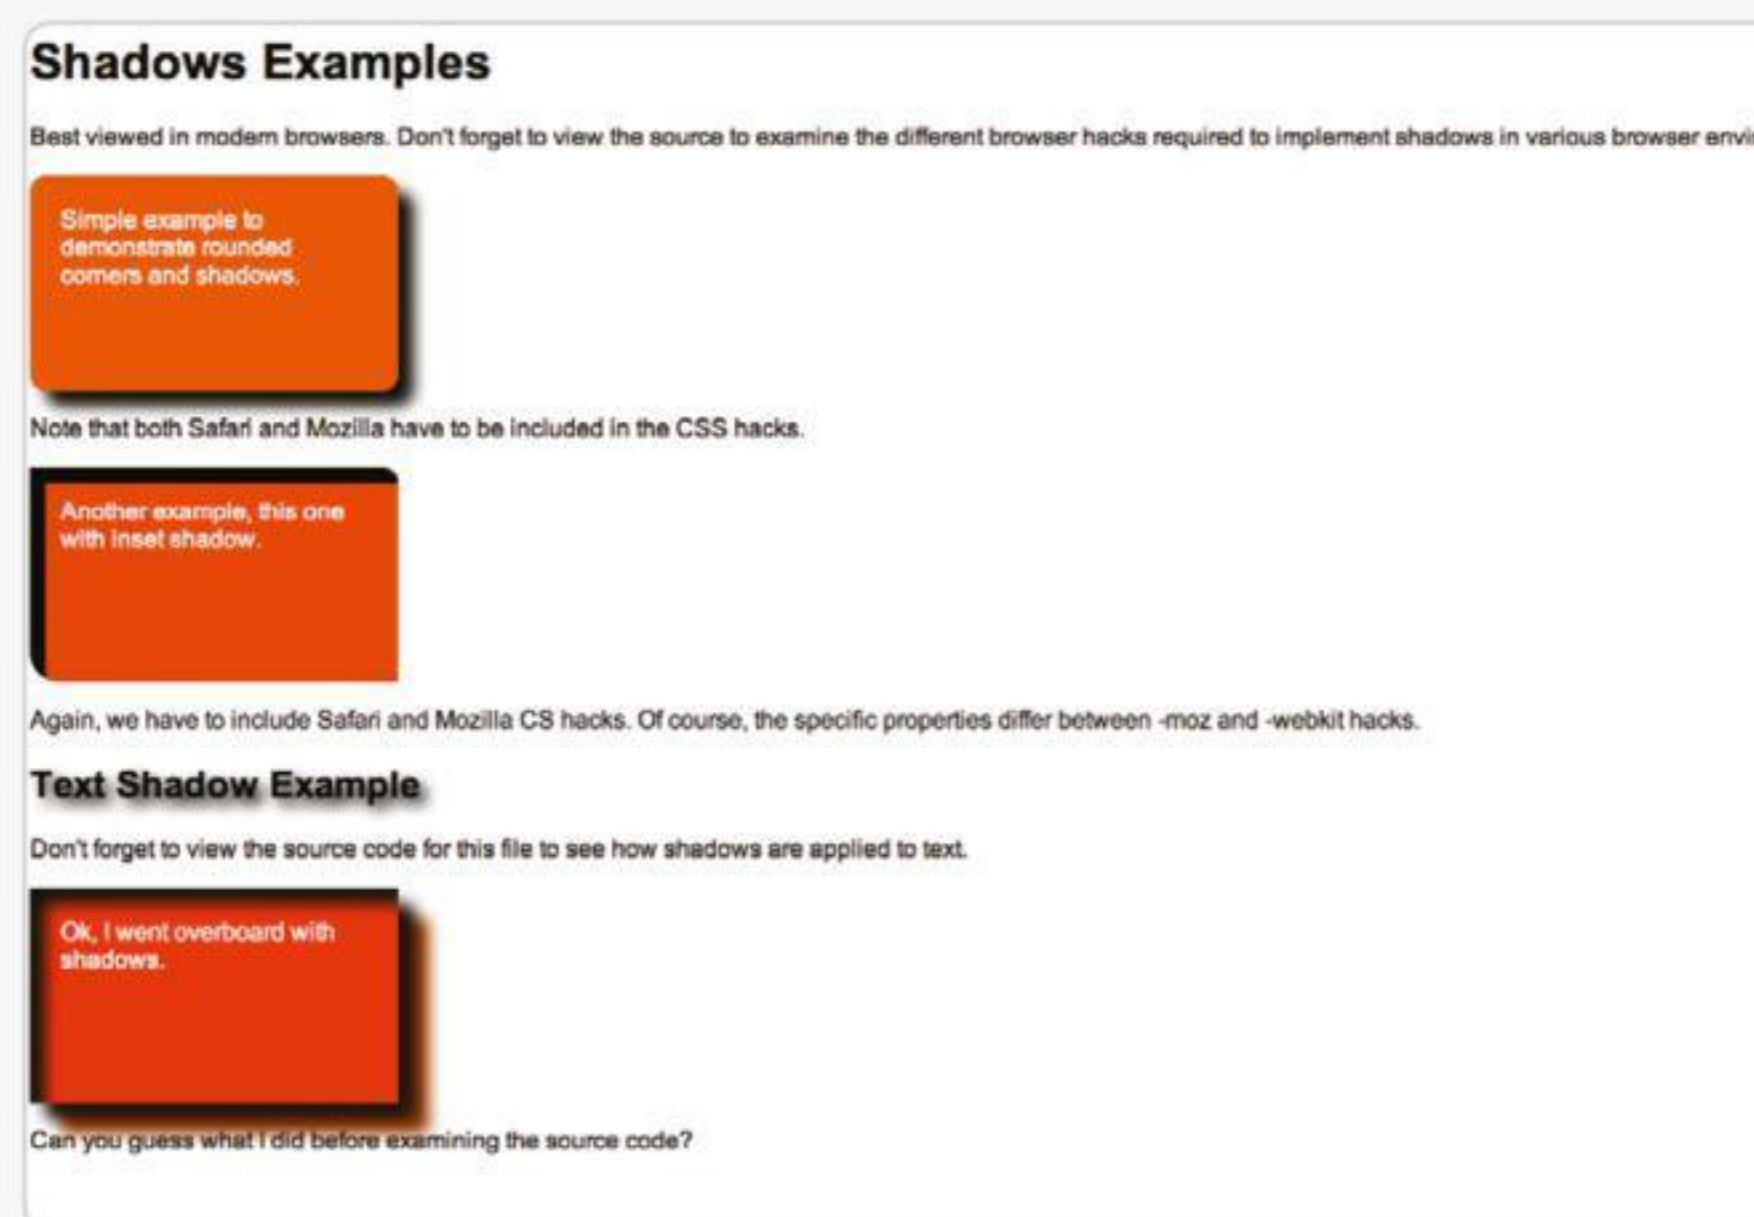 Shadows Examples
Best viewed in modern browsers. Don't forget to view the source to examine the different browser hacks required to implement shadows in various browser
Simple example to
demonstrate rounded
corners and shadows.
Note that both Safari and Mozilla have to be included in the CSS hacks.
Another example, this one
with inset shadow.
Again, we have to include Safari and Mozilla CS hacks. Of course, the specific properties differ between -moz and -webkit hacks.
Text Shadow Example
Don't forget to view the source code for this file to see how shadows are applied to text.
Ok, I went overboard with
shadows.
Can you guess what I did before examining the source code?